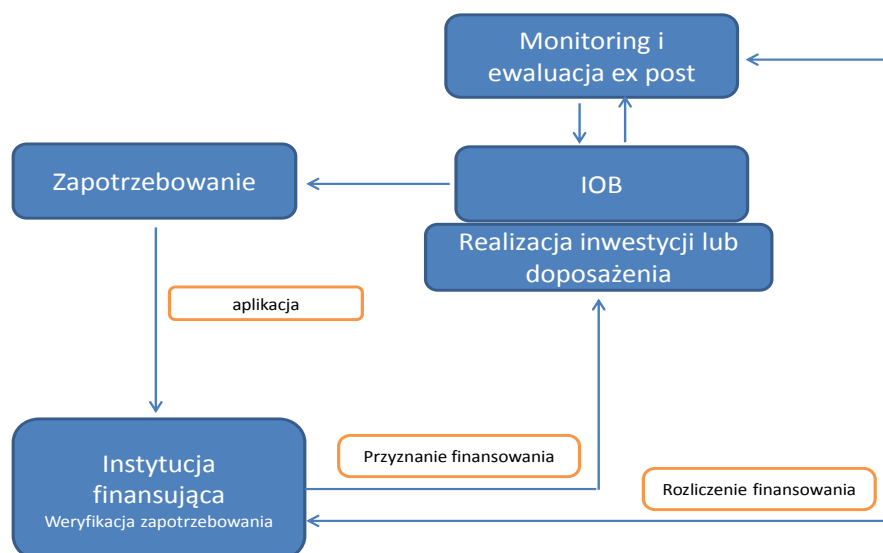 Monitoring i
ewaluacja ex post
Zapotrzebowanie
IOB
Realizacja inwestycji lub
doposażenia
aplikacja
Instytucja
finansująca
Weryfikacja zapotrzebowania
Przyznanie finansowania
Rozliczenie finansowania